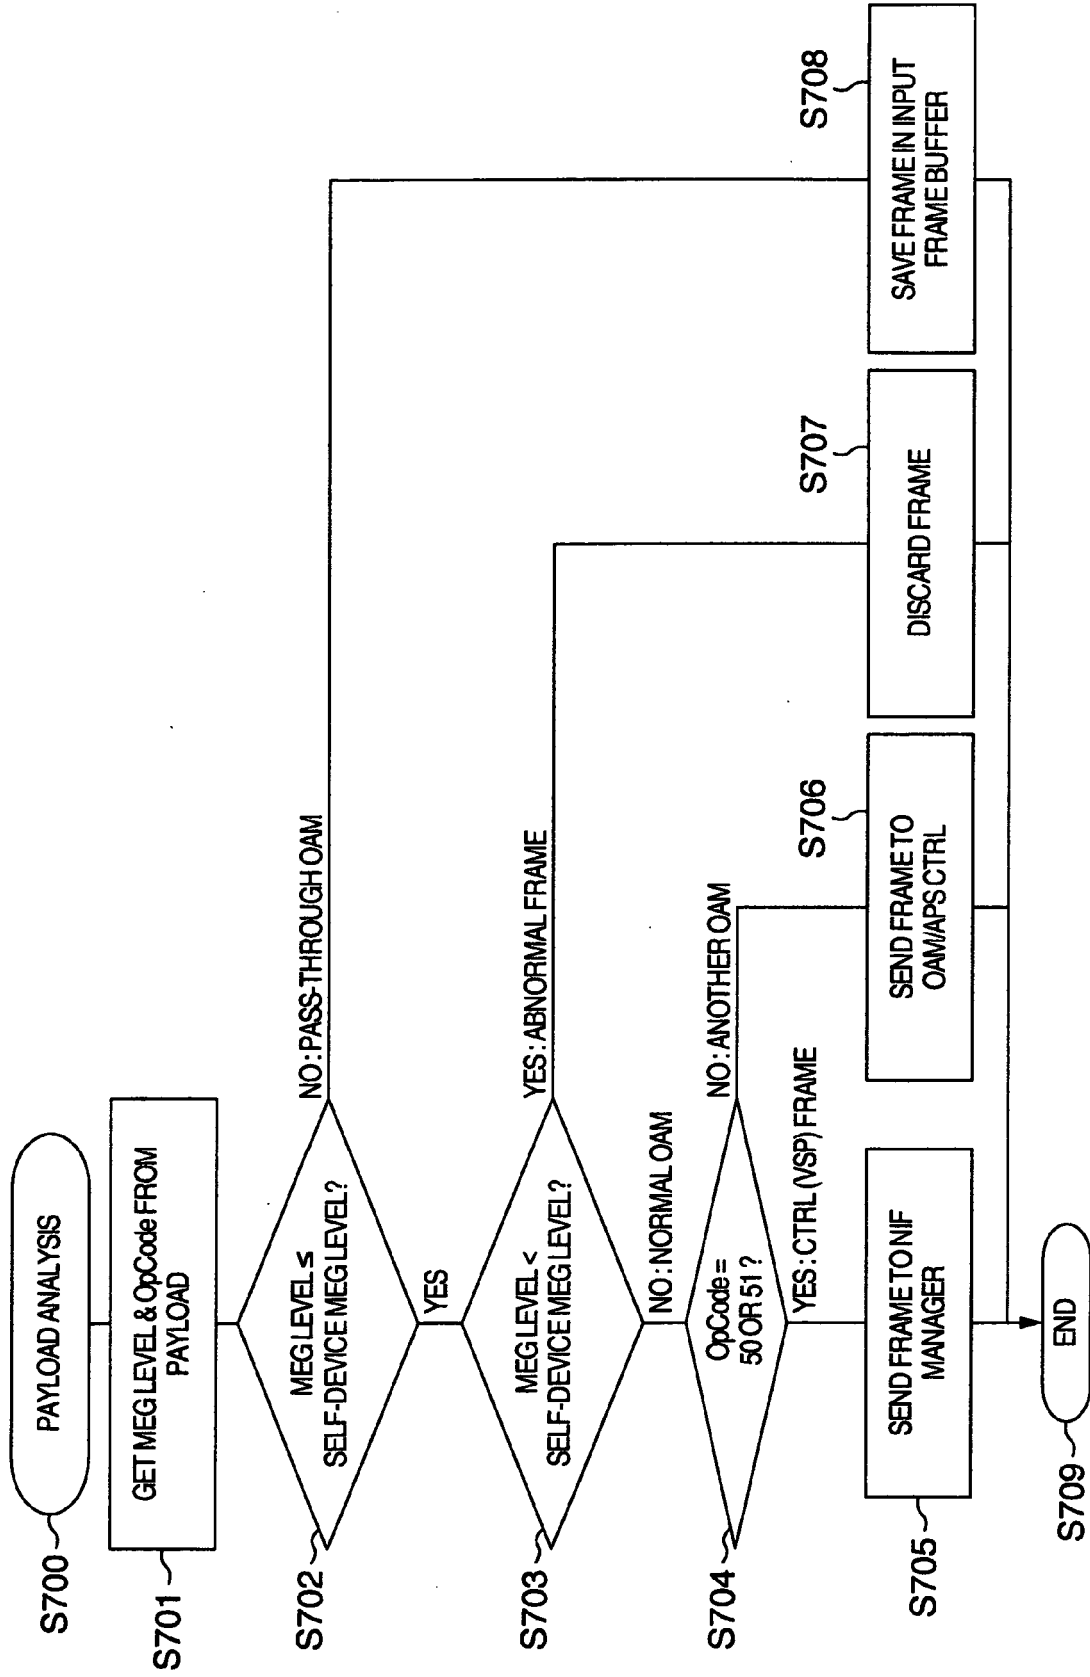 S700
PAYLOAD ANALYSIS
S701
GET MEG LEVEL & OpCode FROM
PAYLOAD
S702
MEG LEVEL ≤
SELF-DEVICE MEG LEVEL?
NO : PASS-THROUGH OAM
YES
S703
MEG LEVEL <
SELF-DEVICE MEG LEVEL?
YES : ABNORMAL FRAME
NO : NORMAL OAM
S704
OpCode =
50 OR 51 ?
NO : ANOTHER OAM
YES : CTRL (VSP) FRAME
S705
SEND FRAME TO NIF
MANAGER
S706
SEND FRAME TO
OAM/APS CTRL
S707
DISCARD FRAME
S708
SAVE FRAME IN INPUT
FRAME BUFFER
S709
END